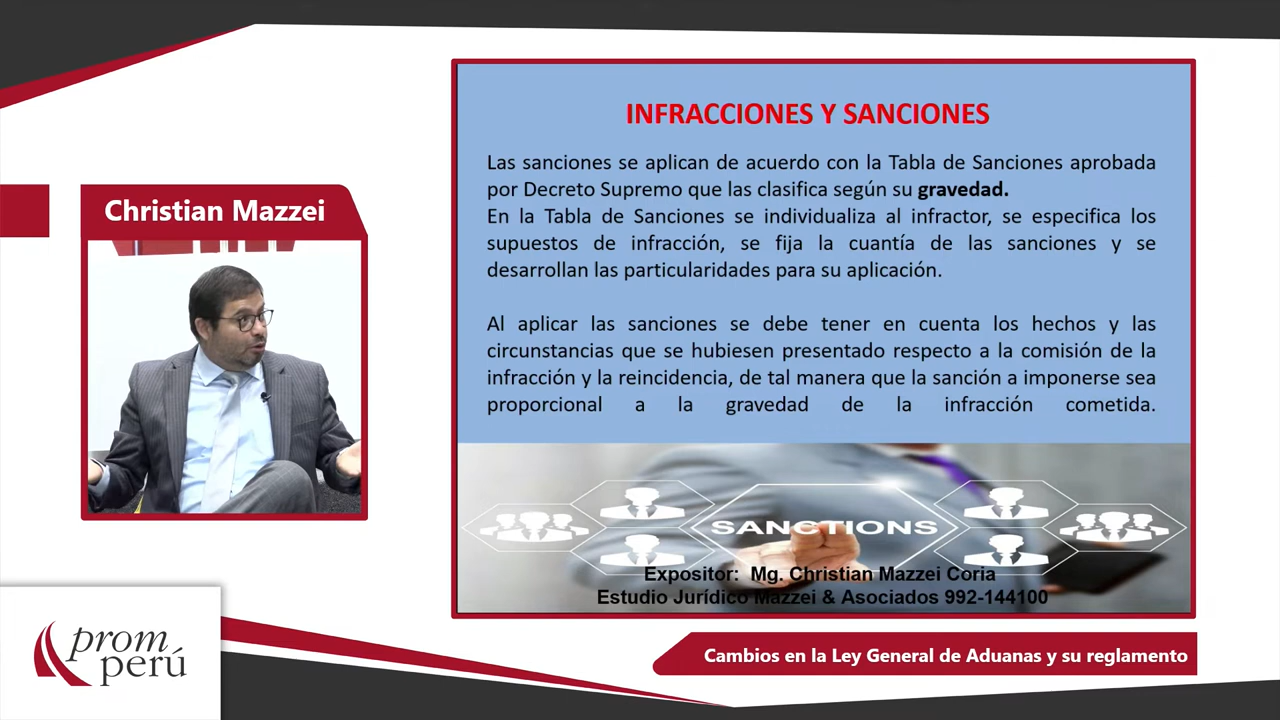 Christian Mazzei
INFRACCIONES Y SANCIONES
Las sanciones se aplican de acuerdo con la Tabla de Sanciones aprobada
por Decreto Supremo que las clasifica según su gravedad.
En la Tabla de Sanciones se individualiza al infractor, se especifica los
supuestos de infracción, se fija la cuantía de las sanciones y se
desarrollan las particularidades para su aplicación.
Al aplicar las sanciones se debe tener en cuenta los hechos y las
circunstancias que se hubiesen presentado respecto a la comisión de la
infracción y la reincidencia, de tal manera que la sanción a imponerse sea
proporcional a la gravedad de la infracción cometida.
SANCTIONS
Expositor: Mg. Christian Mazzei Coria
Estudio Jurídico Mazzei & Asociados 992-144100
prom
perú
Cambios en la Ley General de Aduanas y su reglamento